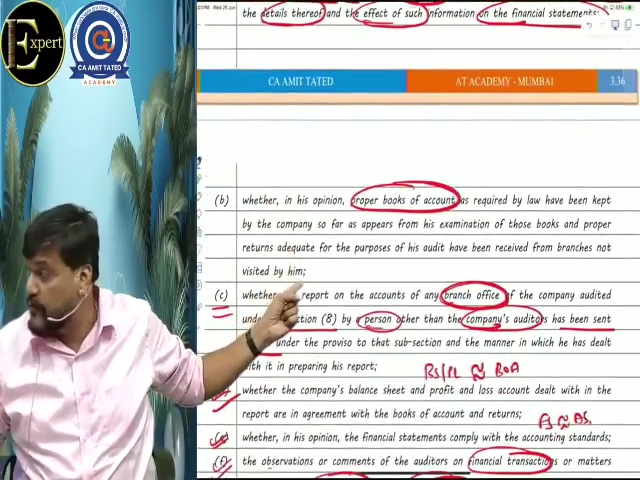 the details thereof and the effect of such information on the financial statements
Expert
CA AMIT TATED
ACADEMY
CA AMIT TATED AT ACADEMY - MUMBAI 3.36
(b) whether, in his opinion, proper books of account as required by law have been kept
by the company so far as appears from his examination of those books and proper
returns adequate for the purposes of his audit have been received from branches not
visited by him;
(c) whether report on the accounts of any branch office of the company audited
under by a person other than the company's auditors has been sent
under the proviso to that sub-section and the manner in which he has dealt
with it in preparing his report;
BS/PL ≈ BOA
whether the company's balance sheet and profit and loss account dealt with in the
report are in agreement with the books of account and returns;
FS ≈ AS
(e) whether, in his opinion, the financial statements comply with the accounting standards;
(f) the observations or comments of the auditors on financial transactions or matters